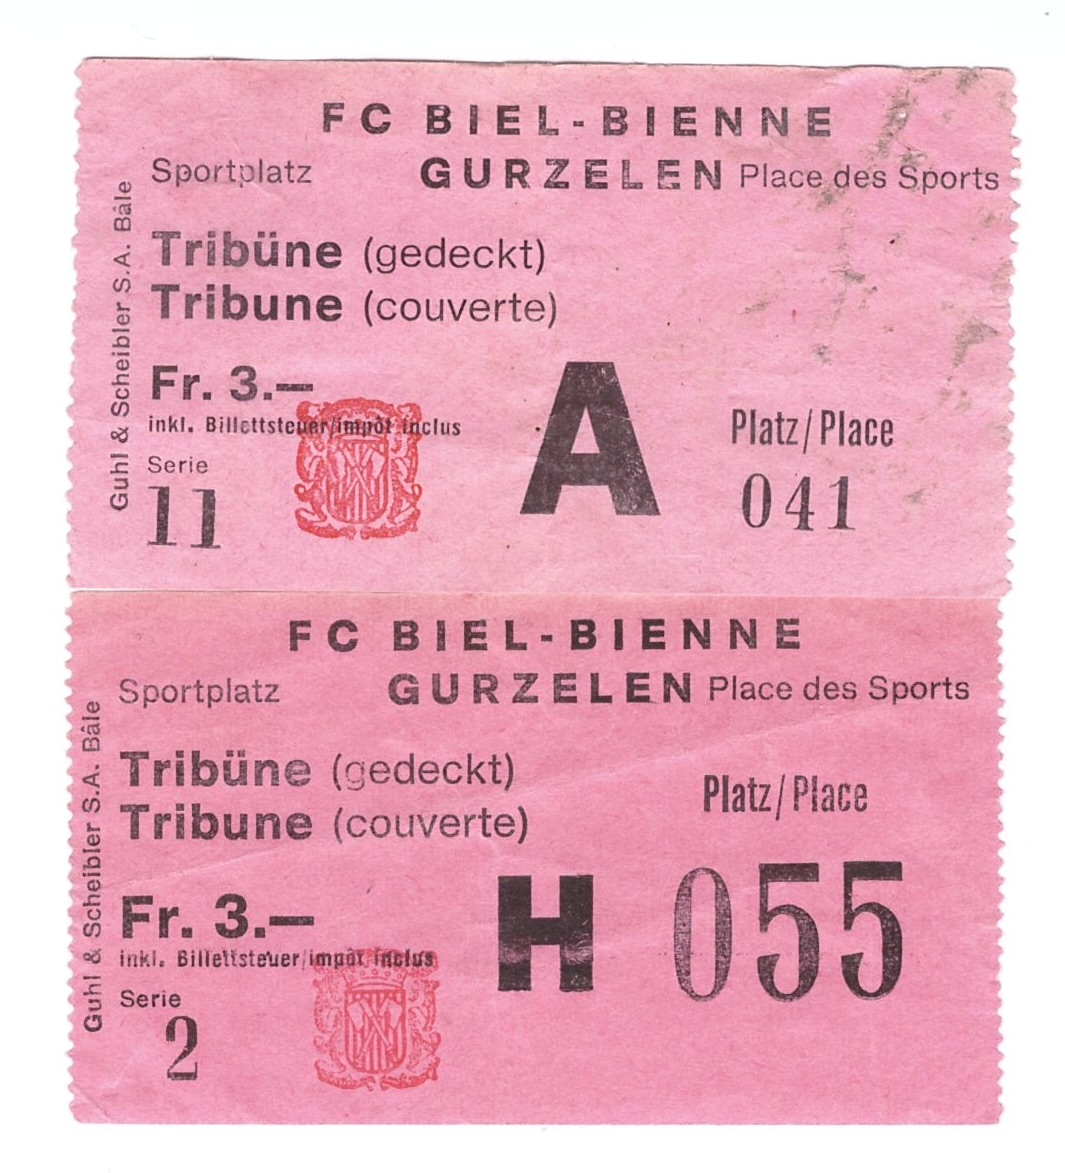 FC BIEL-BIENNE
Sportplatz GURZELEN Place des Sports
Tribüne (gedeckt)
Tribune (couverte)
Fr. 3.—
inkl. Billettsteuer/impôt inclus
Serie
11
A
Platz/Place
041
Guhl & Scheibler S.A. Bâle
FC BIEL-BIENNE
Sportplatz GURZELEN Place des Sports
Tribüne (gedeckt)
Tribune (couverte)
Fr. 3.—
inkl. Billettsteuer/impôt inclus
Serie
2
H
Platz/Place
055
Guhl & Scheibler S.A. Bâle